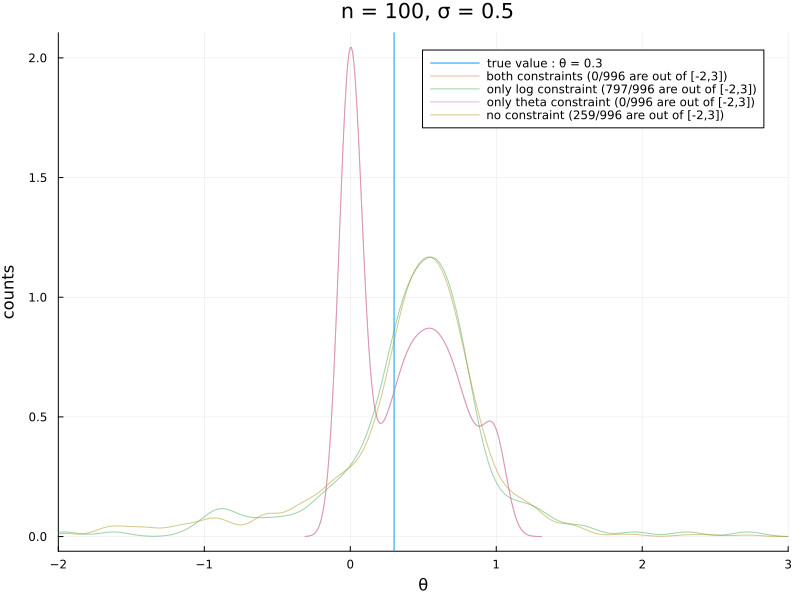 n = 100, σ = 0.5
true value : θ = 0.3
both constraints (0/996 are out of [-2,3])
only log constraint (797/996 are out of [-2,3])
only theta constraint (0/996 are out of [-2,3])
no constraint (259/996 are out of [-2,3])
counts
2.0
1.5
1.0
0.5
0.0
−2
−1
0
1
2
3
θ